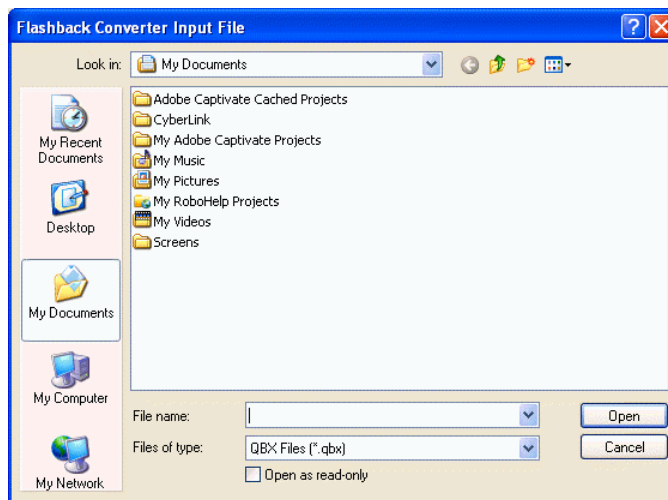 Flashback Converter Input File
Look in: My Documents
My Recent
Documents
Desktop
My Documents
My Computer
My Network
Adobe Captivate Cached Projects
CyberLink
My Adobe Captivate Projects
My Music
My Pictures
My RoboHelp Projects
My Videos
Screens
File name: Open
Files of type: QBX Files (*.qbx) Cancel
Open as read-only